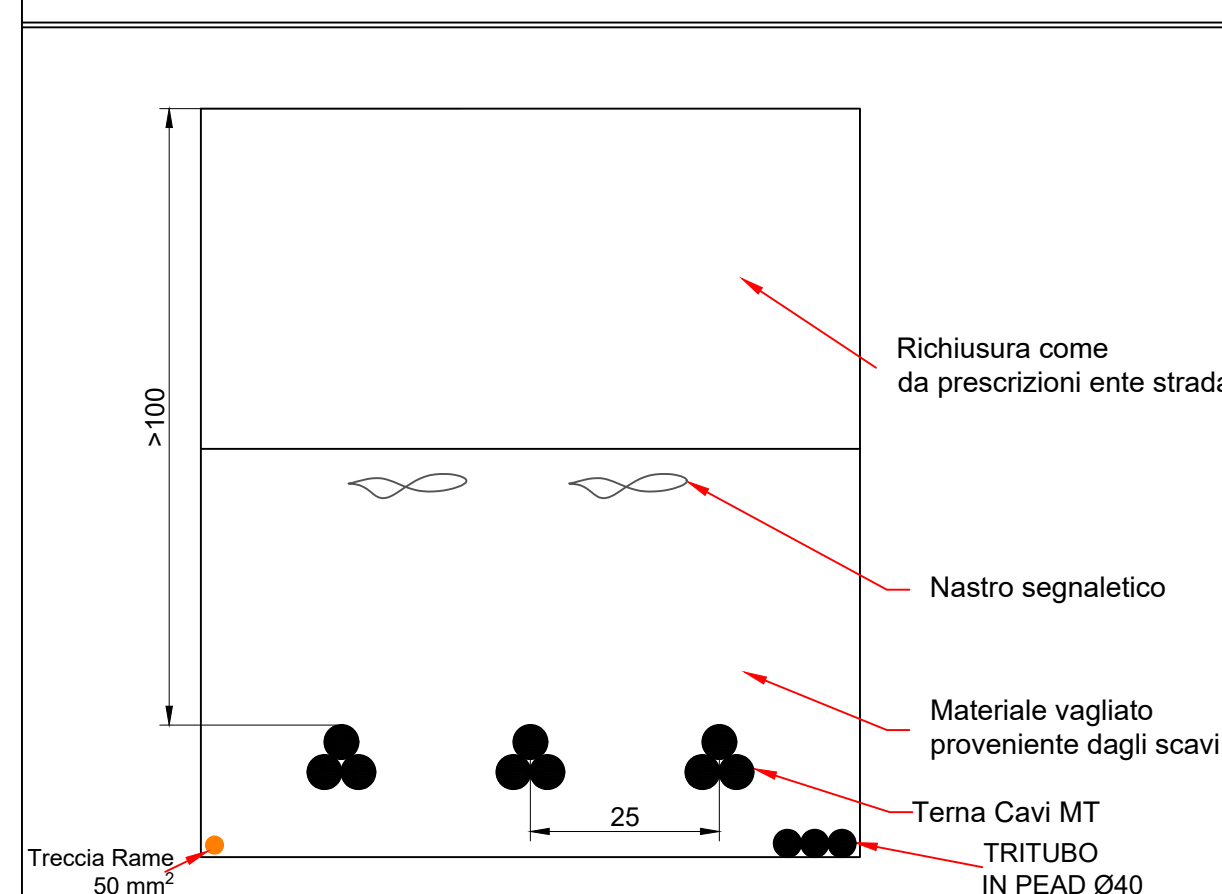 Richiusura come
da prescrizioni ente strada
>100
Nastro segnaletico
Materiale vagliato
proveniente dagli scavi
Terna Cavi MT
25
TRITUBO
IN PEAD Ø40
Treccia Rame
50 mm²